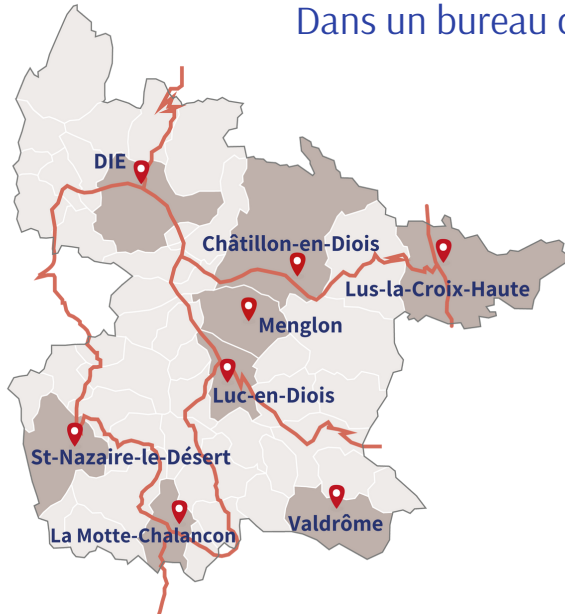 Dans un bureau
DIE
Châtillon-en-Diois
Lus-la-Croix-Haute
Menglon
Luc-en-Diois
St-Nazaire-le-Désert
Valdrôme
La Motte-Chalancon